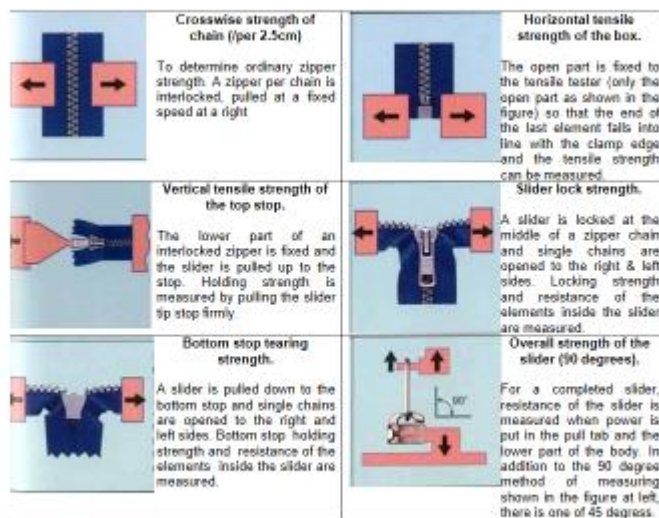 Crosswise strength of
chain (/per 2.5cm)
To determine ordinary zipper
strength. A zipper per chain is
interlocked, pulled at a fixed
speed at a right
Horizontal tensile
strength of the box.
The open part is fixed to
the tensile tester (only the
open part as shown in the
figure) so that the end of
the last element falls into
line with the clamp edge
and the tensile strength
can be measured.
Vertical tensile strength of
the top stop.
The lower part of an
interlocked zipper is fixed and
the slider is pulled up to the
stop. Holding strength is
measured by pulling the slider
tip stop firmly
Slider lock strength.
A slider is locked at the
middle of a zipper chain
and single chains are
opened to the right & left
sides. Locking strength
and resistance of the
elements inside the slider
are measured.
Bottom stop tearing
strength.
A slider is pulled down to the
bottom stop and single chains
are opened to the right and
left sides. Bottom stop holding
strength and resistance of the
elements inside the slider are
measured.
Overall strength of the
slider (90 degrees).
90°
For a completed slider,
resistance of the slider is
measured when power is
put in the pull tab and the
lower part of the body. In
addition to the 90 degree
method of measuring
shown in the figure at left,
there is one of 45 degress.